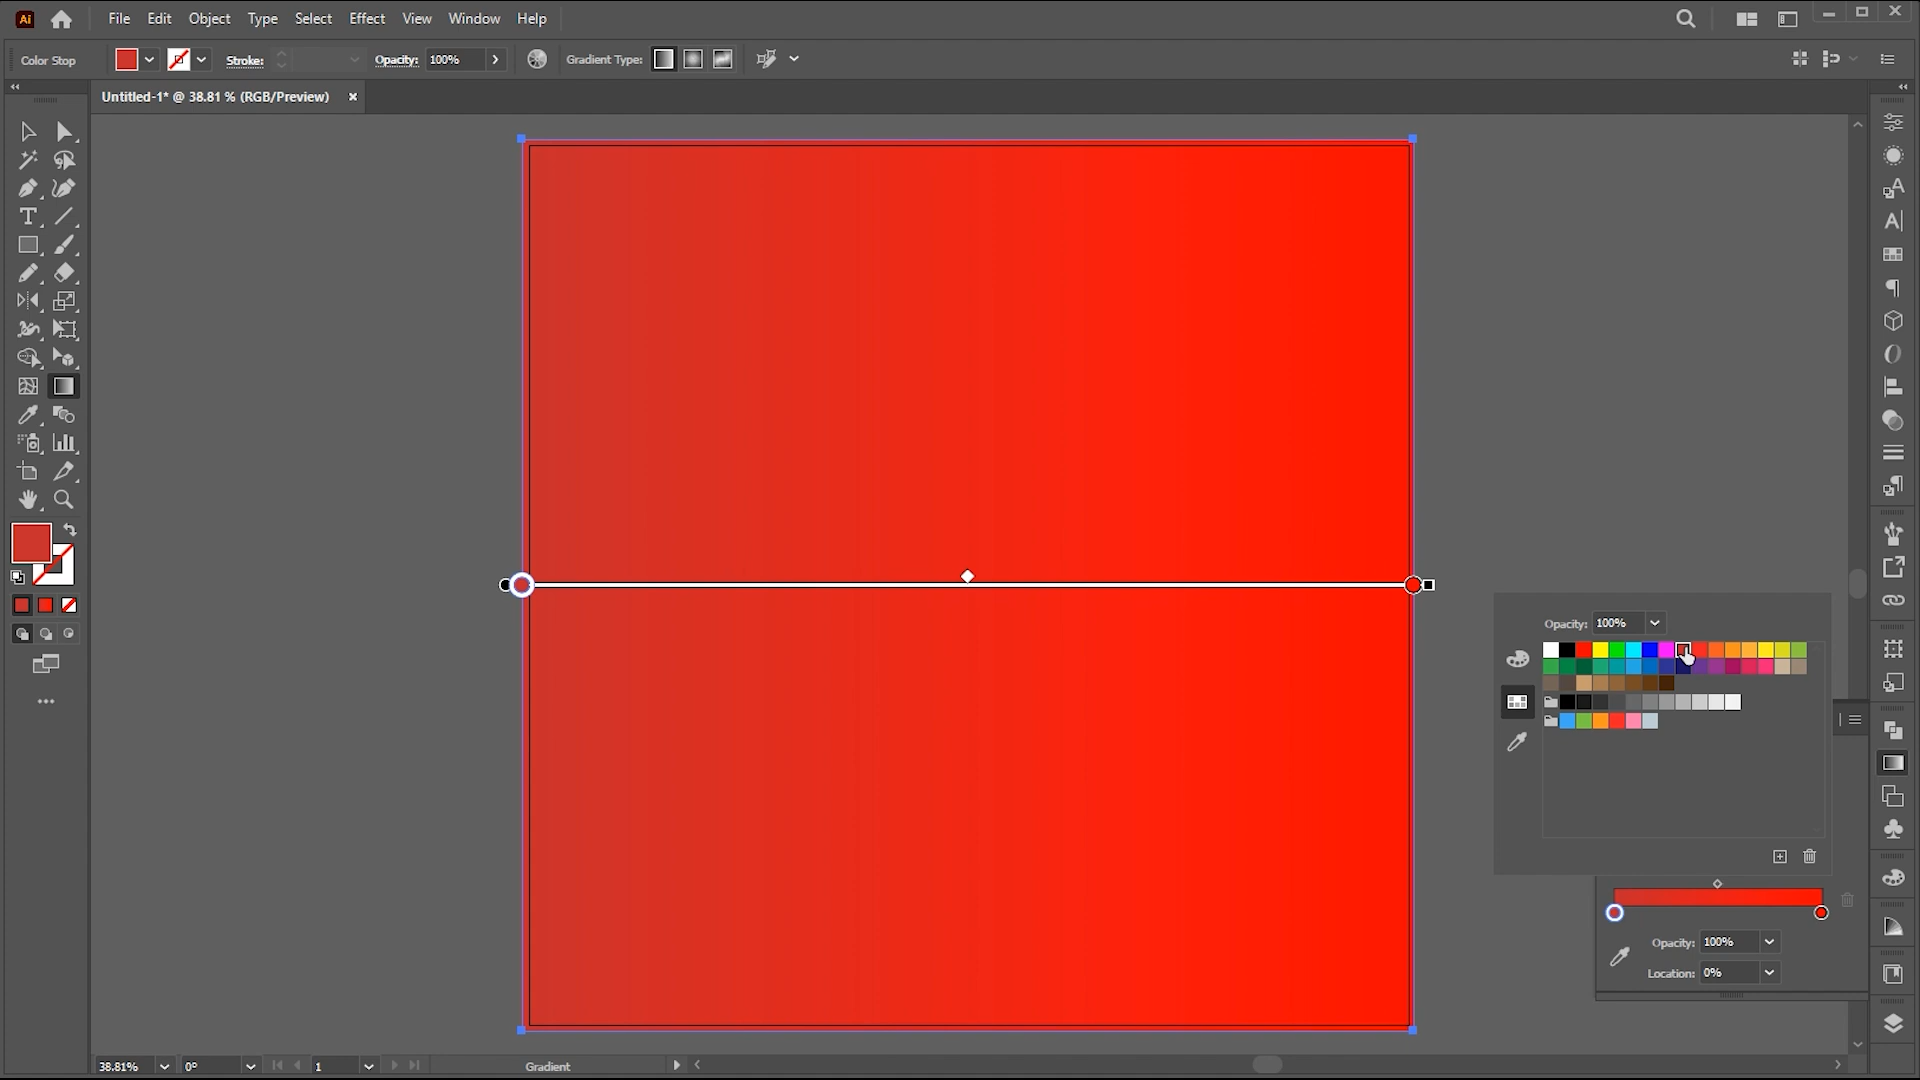 Ai File Edit Object Type Select Effect View Window Help
Color Stop Stroke: Opacity: 100% Gradient Type:
Untitled-1* @ 38.81 % (RGB/Preview) ×
Opacity: 100%
Opacity: 100%
Location: 0%
38.81% 0° 1 Gradient